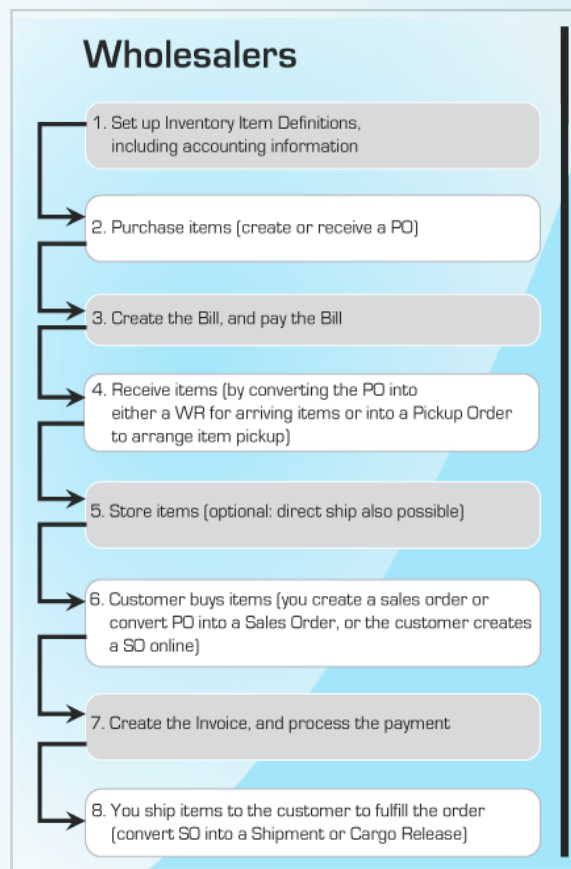 Wholesalers
1. Set up Inventory Item Definitions,
including accounting information
2. Purchase items (create or receive a PO)
3. Create the Bill, and pay the Bill
4. Receive items (by converting the PO into
either a WR for arriving items or into a Pickup Order
to arrange item pickup)
5. Store items (optional: direct ship also possible)
6. Customer buys items (you create a sales order or
convert PO into a Sales Order, or the customer creates
a SO online)
7. Create the Invoice, and process the payment
8. You ship items to the customer to fulfill the order
(convert SO into a Shipment or Cargo Release)